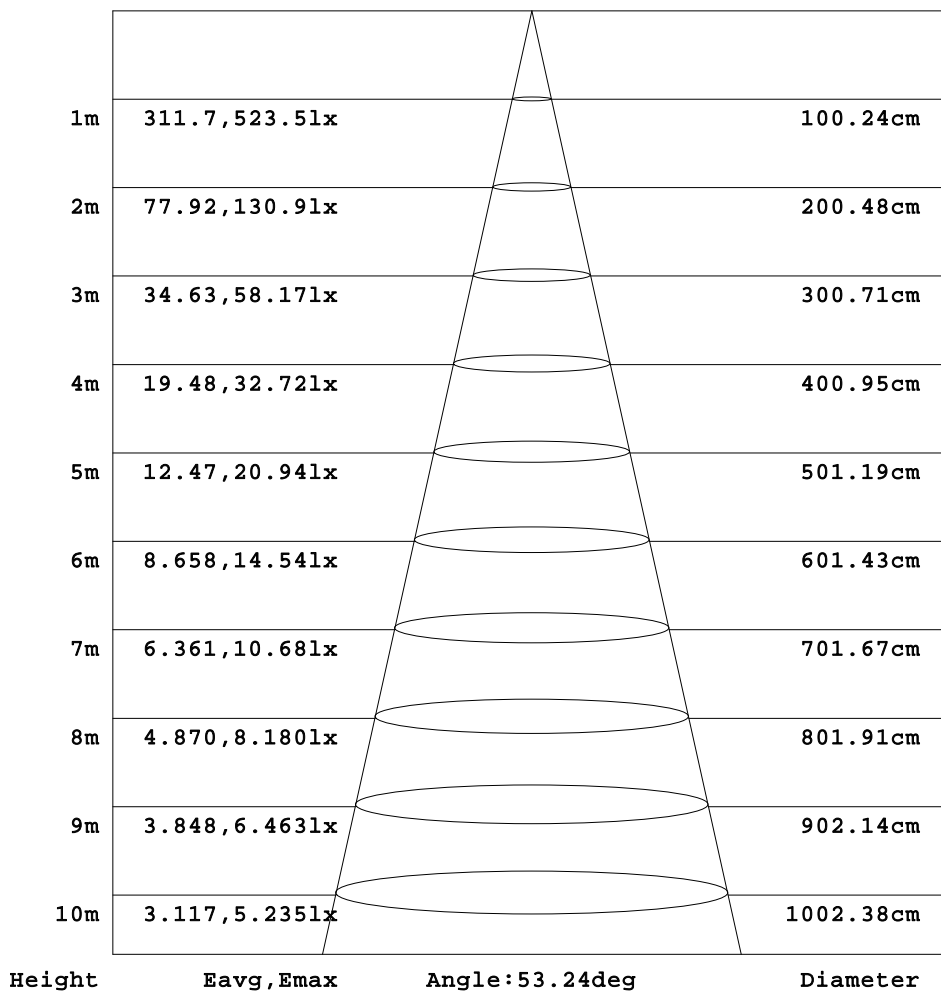 1m 311.7,523.5lx 100.24cm
2m 77.92,130.9lx 200.48cm
3m 34.63,58.17lx 300.71cm
4m 19.48,32.72lx 400.95cm
5m 12.47,20.94lx 501.19cm
6m 8.658,14.54lx 601.43cm
7m 6.361,10.68lx 701.67cm
8m 4.870,8.180lx 801.91cm
9m 3.848,6.463lx 902.14cm
10m 3.117,5.235lx 1002.38cm
Height Eavg,Emax Angle:53.24deg Diameter